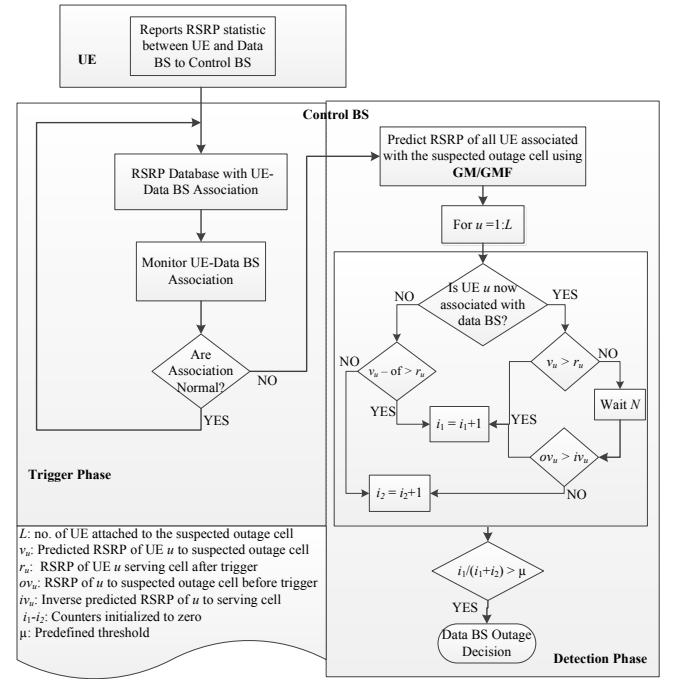 Reports RSRP statistic
between UE and Data
BS to Control BS
UE
Control BS
RSRP Database with UE-
Data BS Association
Monitor UE-Data BS
Association
Are
Association
Normal?
NO
YES
Trigger Phase
Predict RSRP of all UE associated
with the suspected outage cell using
GM/GMF
For u =1:L
Is UE u now
associated with
data BS?
NO
YES
NO
vu – of > ru
YES
i1 = i1+1
vu > ru
NO
Wait N
YES
ovu > ivu
NO
i2 = i2+1
i1/(i1+i2) > μ
YES
Data BS Outage
Decision
Detection Phase
L: no. of UE attached to the suspected outage cell
vu: Predicted RSRP of UE u to suspected outage cell
ru: RSRP of UE u serving cell after trigger
ovu: RSRP of u to suspected outage cell before trigger
ivu: Inverse predicted RSRP of u to serving cell
i1-i2: Counters initialized to zero
μ: Predefined threshold